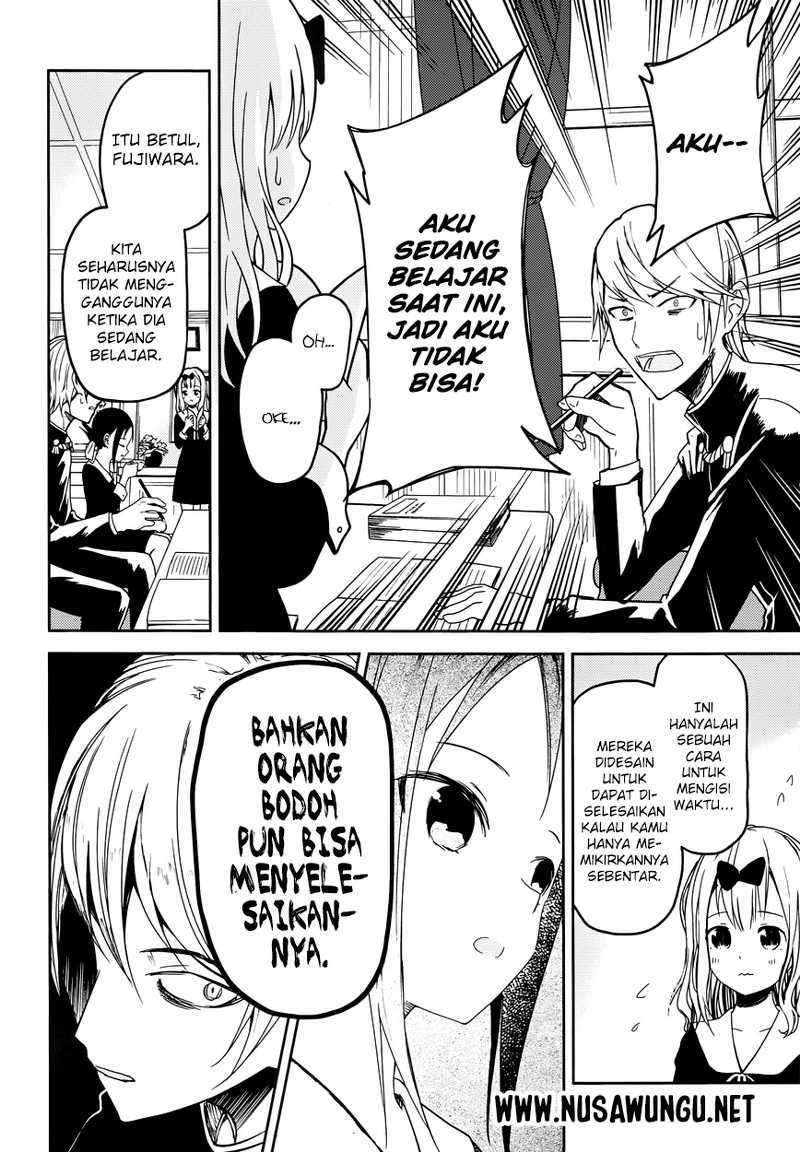 AKU--
AKU
SEDANG
BELAJAR
SAAT INI,
JADI AKU
TIDAK
BISA!
OH...
OKE...
ITU BETUL,
FUJIWARA.
KITA
SEHARUSNYA
TIDAK MENG-
GANGGUNYA
KETIKA DIA
SEDANG
BELAJAR.
INI
HANYALAH
SEBUAH
CARA
UNTUK
MENGISI
WAKTU...
MEREKA
DIDESAIN
UNTUK
DAPAT DI-
SELESAIKAN
KALAU KAMU
HANYA ME-
MIKIRKANNYA
SEBENTAR.
BAHKAN
ORANG
BODOH
PUN BISA
MENYELE-
SAIKAN-
NYA.
WWW.NUSAWUNGU.NET